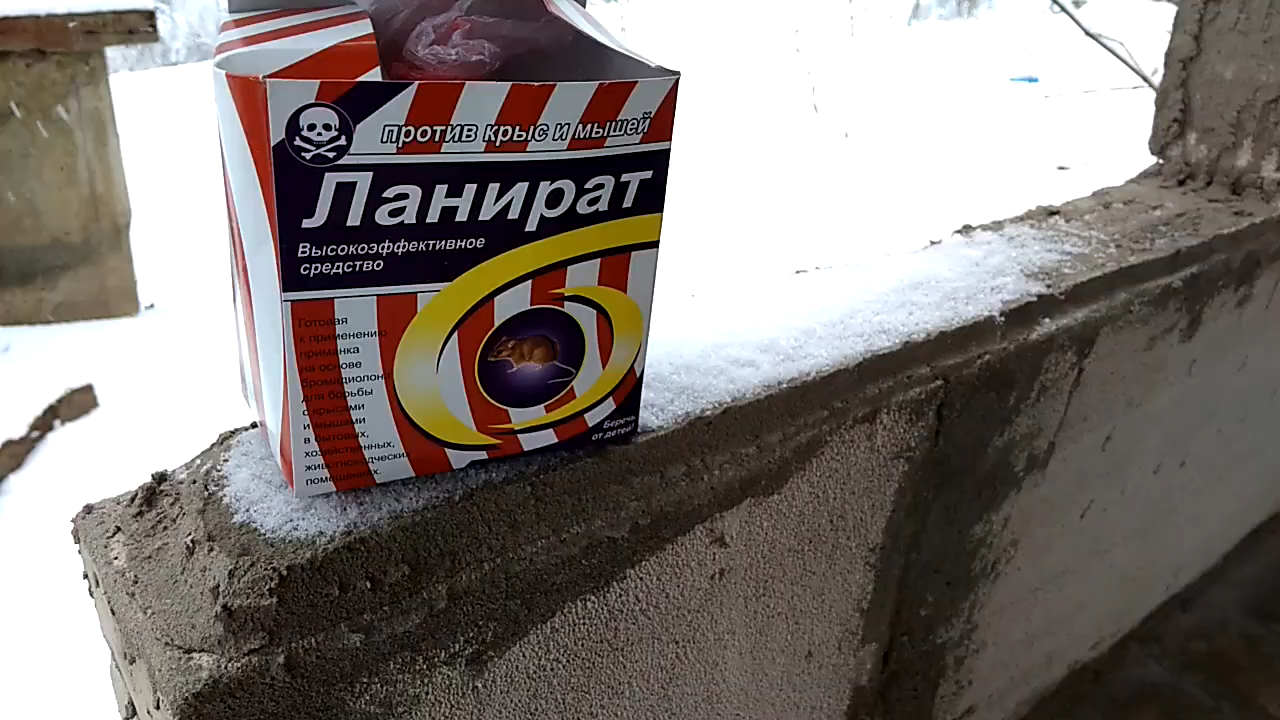 против крыс и мышей
Ланират
Высокоэффективное
средство
Готовая
к применению
приманка
на основе
бромадиолона
для борьбы
с крысами
и мышами
в бытовых,
хозяйственных,
животноводческих
помещениях.
Беречь
от детей!